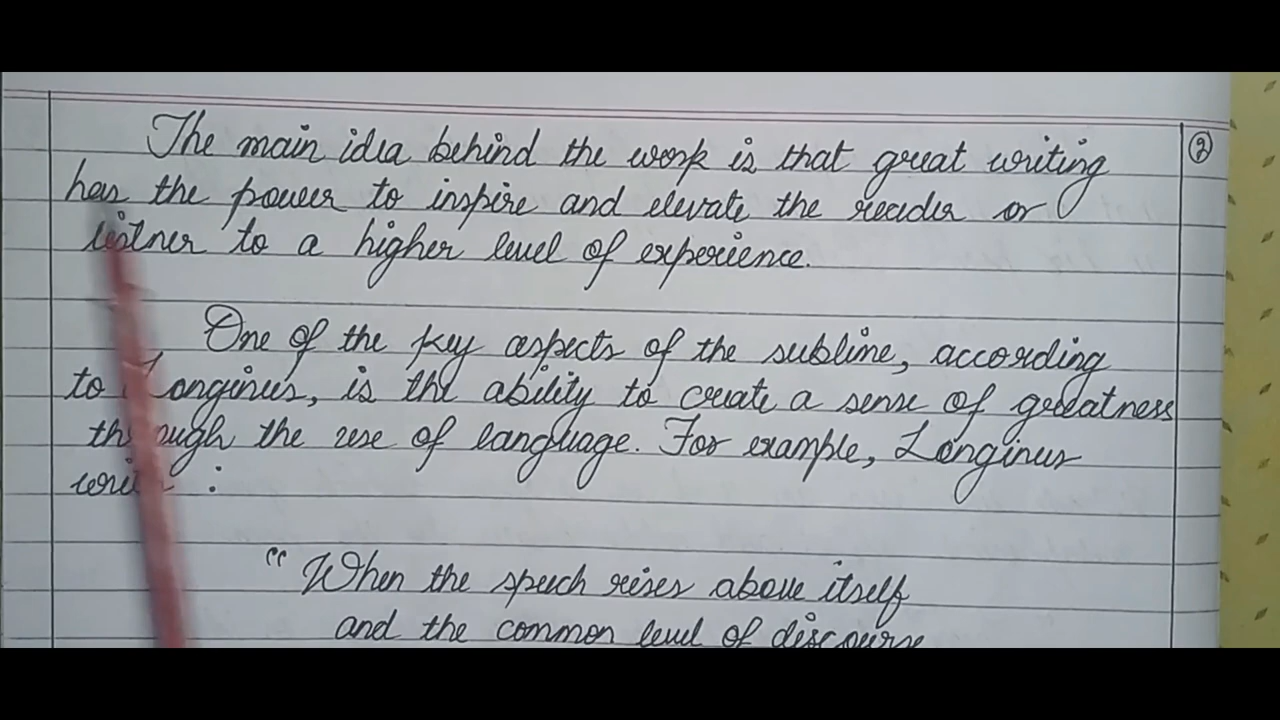 The main idea behind the work is that great writing
has the power to inspire and elevate the reader or
listner to a higher level of experience.
One of the key aspects of the subline, according
to Longinus, is the ability to create a sense of greatness
through the use of language. For example, Longinus
:
"When the speech reises above itself
and the common level of discourse